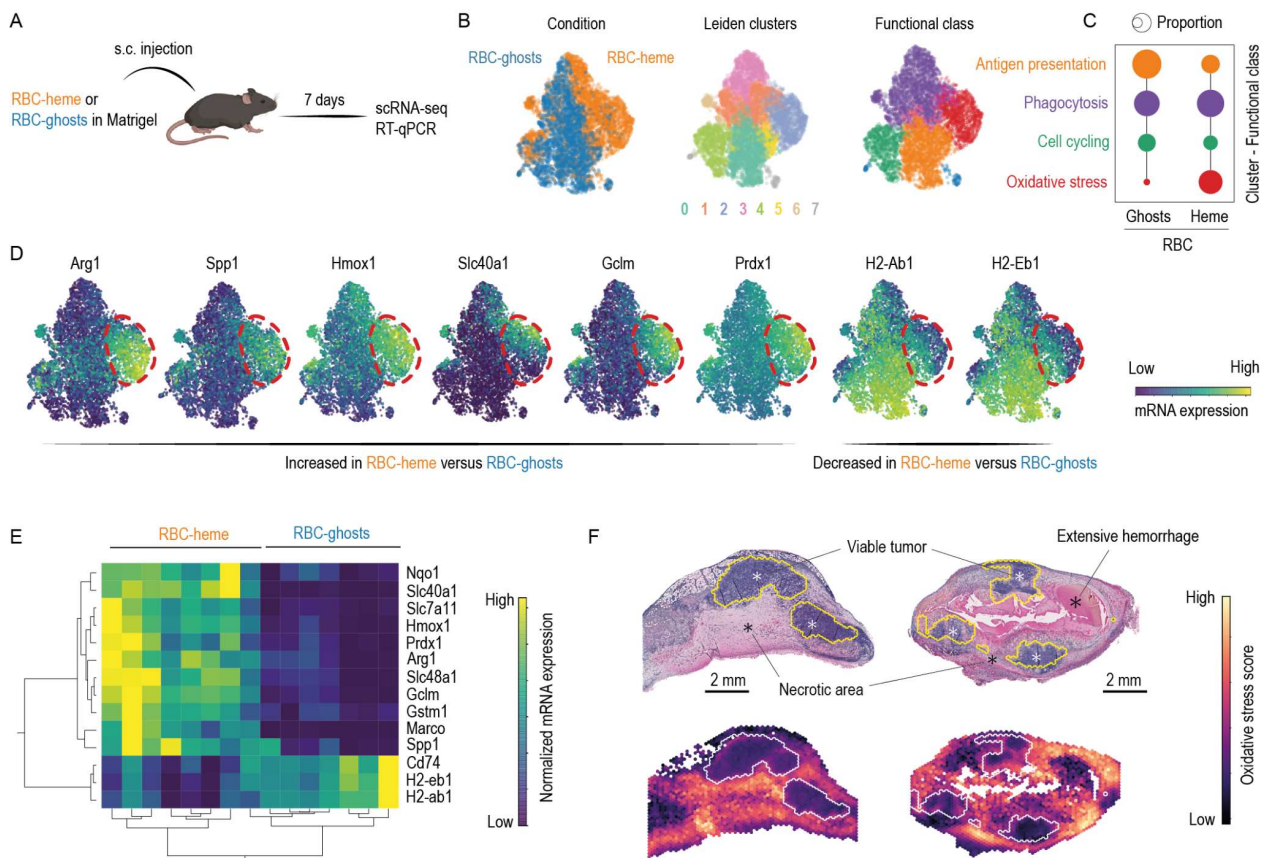 A
s.c. injection
RBC-heme or
RBC-ghosts in Matrigel
7 days
scRNA-seq
RT-qPCR
B
Condition
Leiden clusters
Functional class
RBC-ghosts
RBC-heme
0 1 2 3 4 5 6 7
C
Proportion
Antigen presentation
Phagocytosis
Cell cycling
Oxidative stress
Ghosts
Heme
RBC
Cluster - Functional class
D
Arg1
Spp1
Hmox1
Slc40a1
Gclm
Prdx1
H2-Ab1
H2-Eb1
Low
High
mRNA expression
Increased in RBC-heme versus RBC-ghosts
Decreased in RBC-heme versus RBC-ghosts
E
RBC-heme
RBC-ghosts
Nqo1
Slc40a1
Slc7a11
Hmox1
Prdx1
Arg1
Slc48a1
Gclm
Gstm1
Marco
Spp1
Cd74
H2-eb1
H2-ab1
High
Low
Normalized mRNA expression
F
Viable tumor
Extensive hemorrhage
Necrotic area
2 mm
2 mm
High
Low
Oxidative stress score